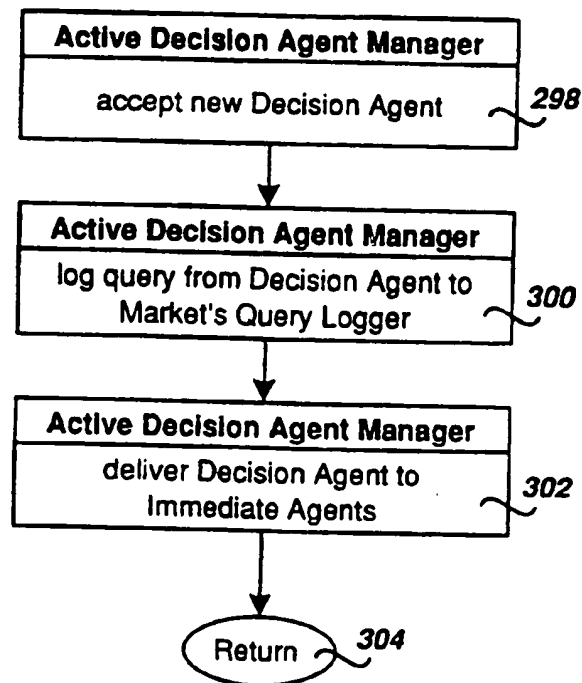 Active Decision Agent Manager
accept new Decision Agent
298
Active Decision Agent Manager
log query from Decision Agent to
Market's Query Logger
300
Active Decision Agent Manager
deliver Decision Agent to
Immediate Agents
302
Return
304